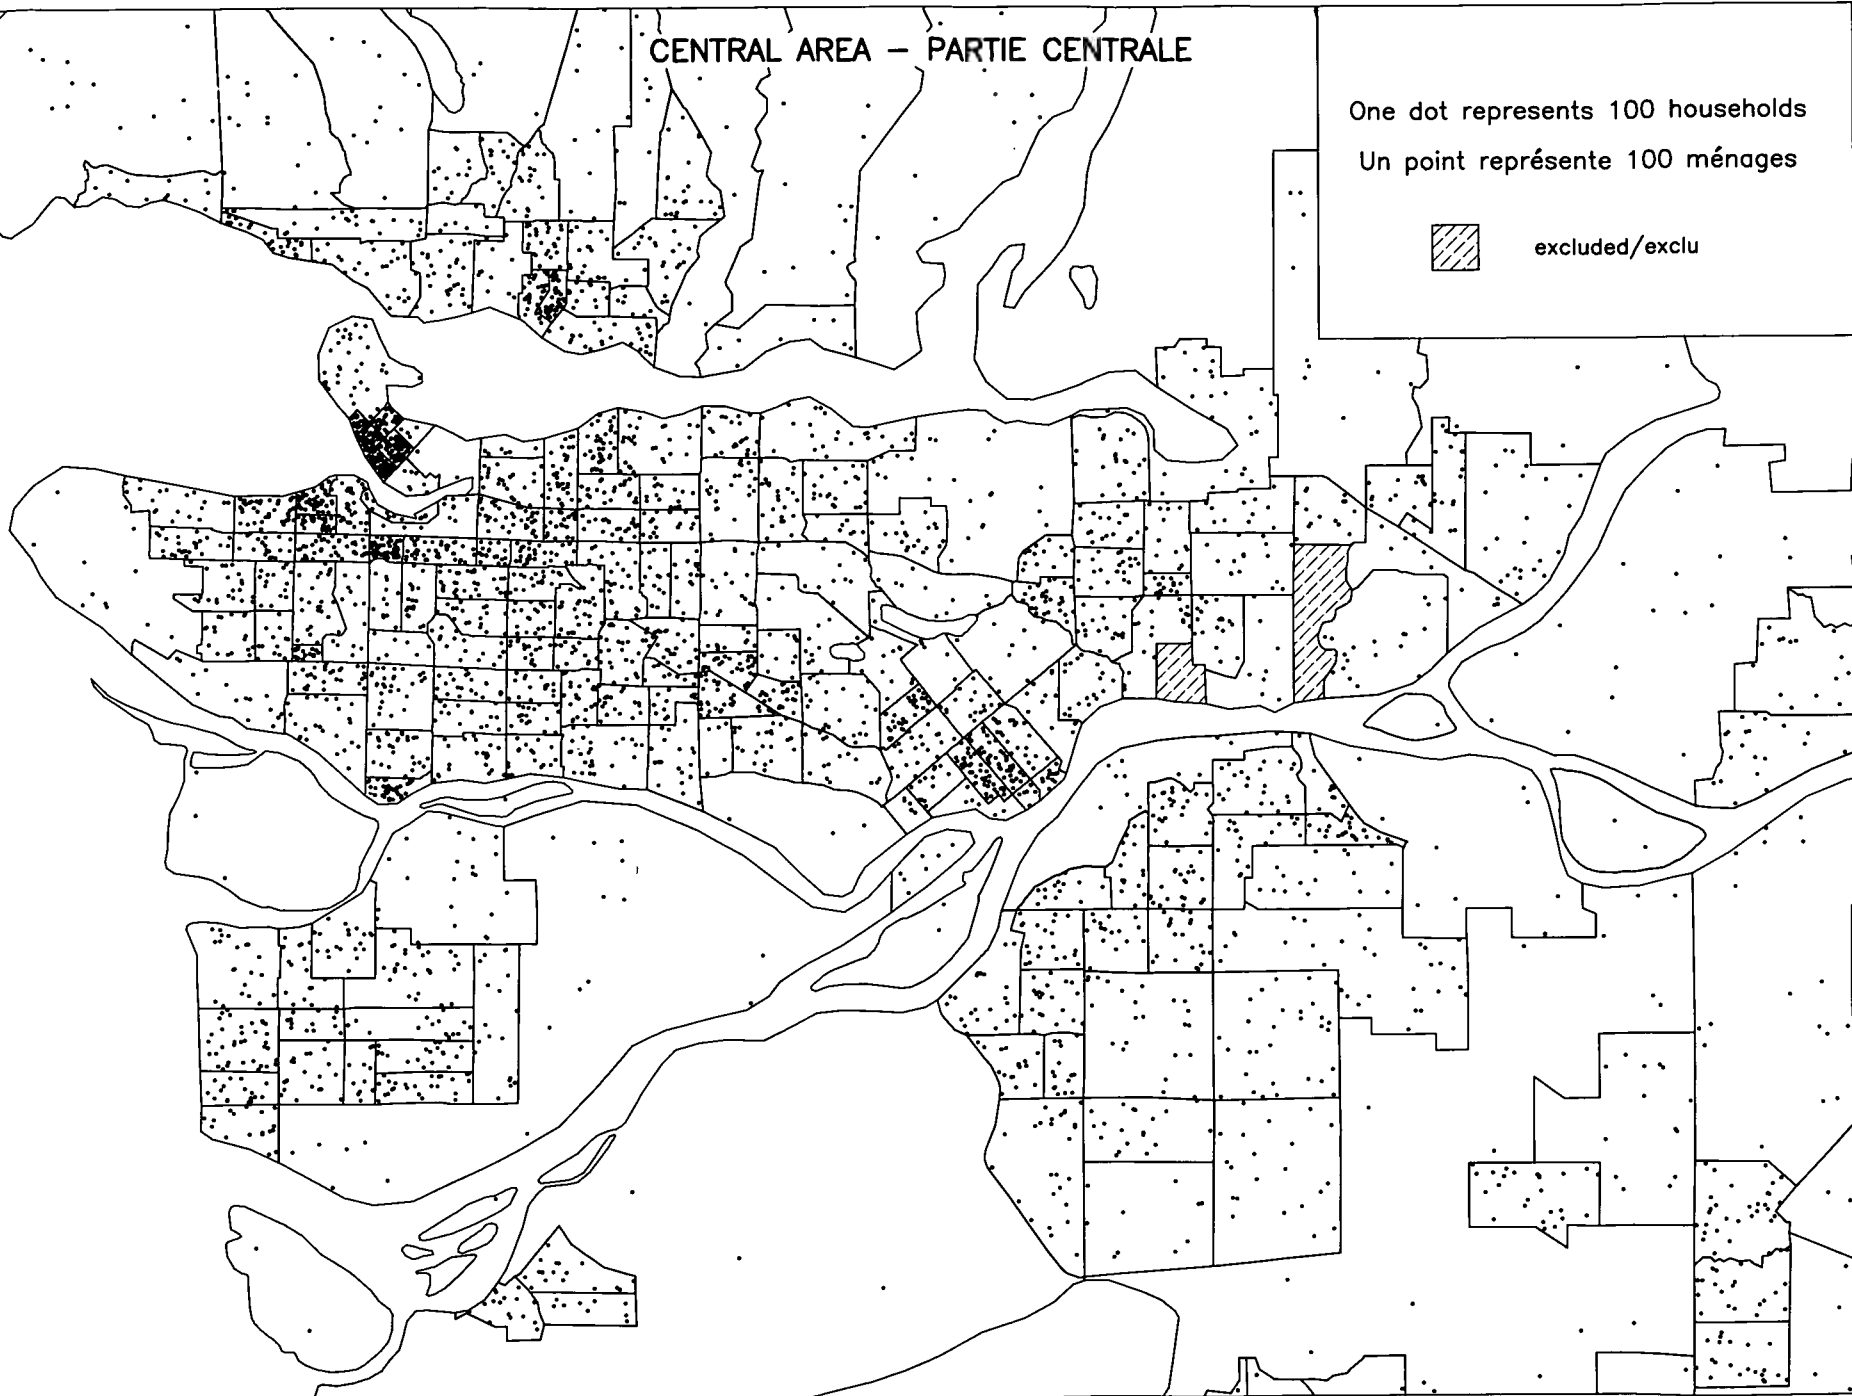 CENTRAL AREA – PARTIE CENTRALE
One dot represents 100 households
Un point représente 100 ménages
excluded/exclu